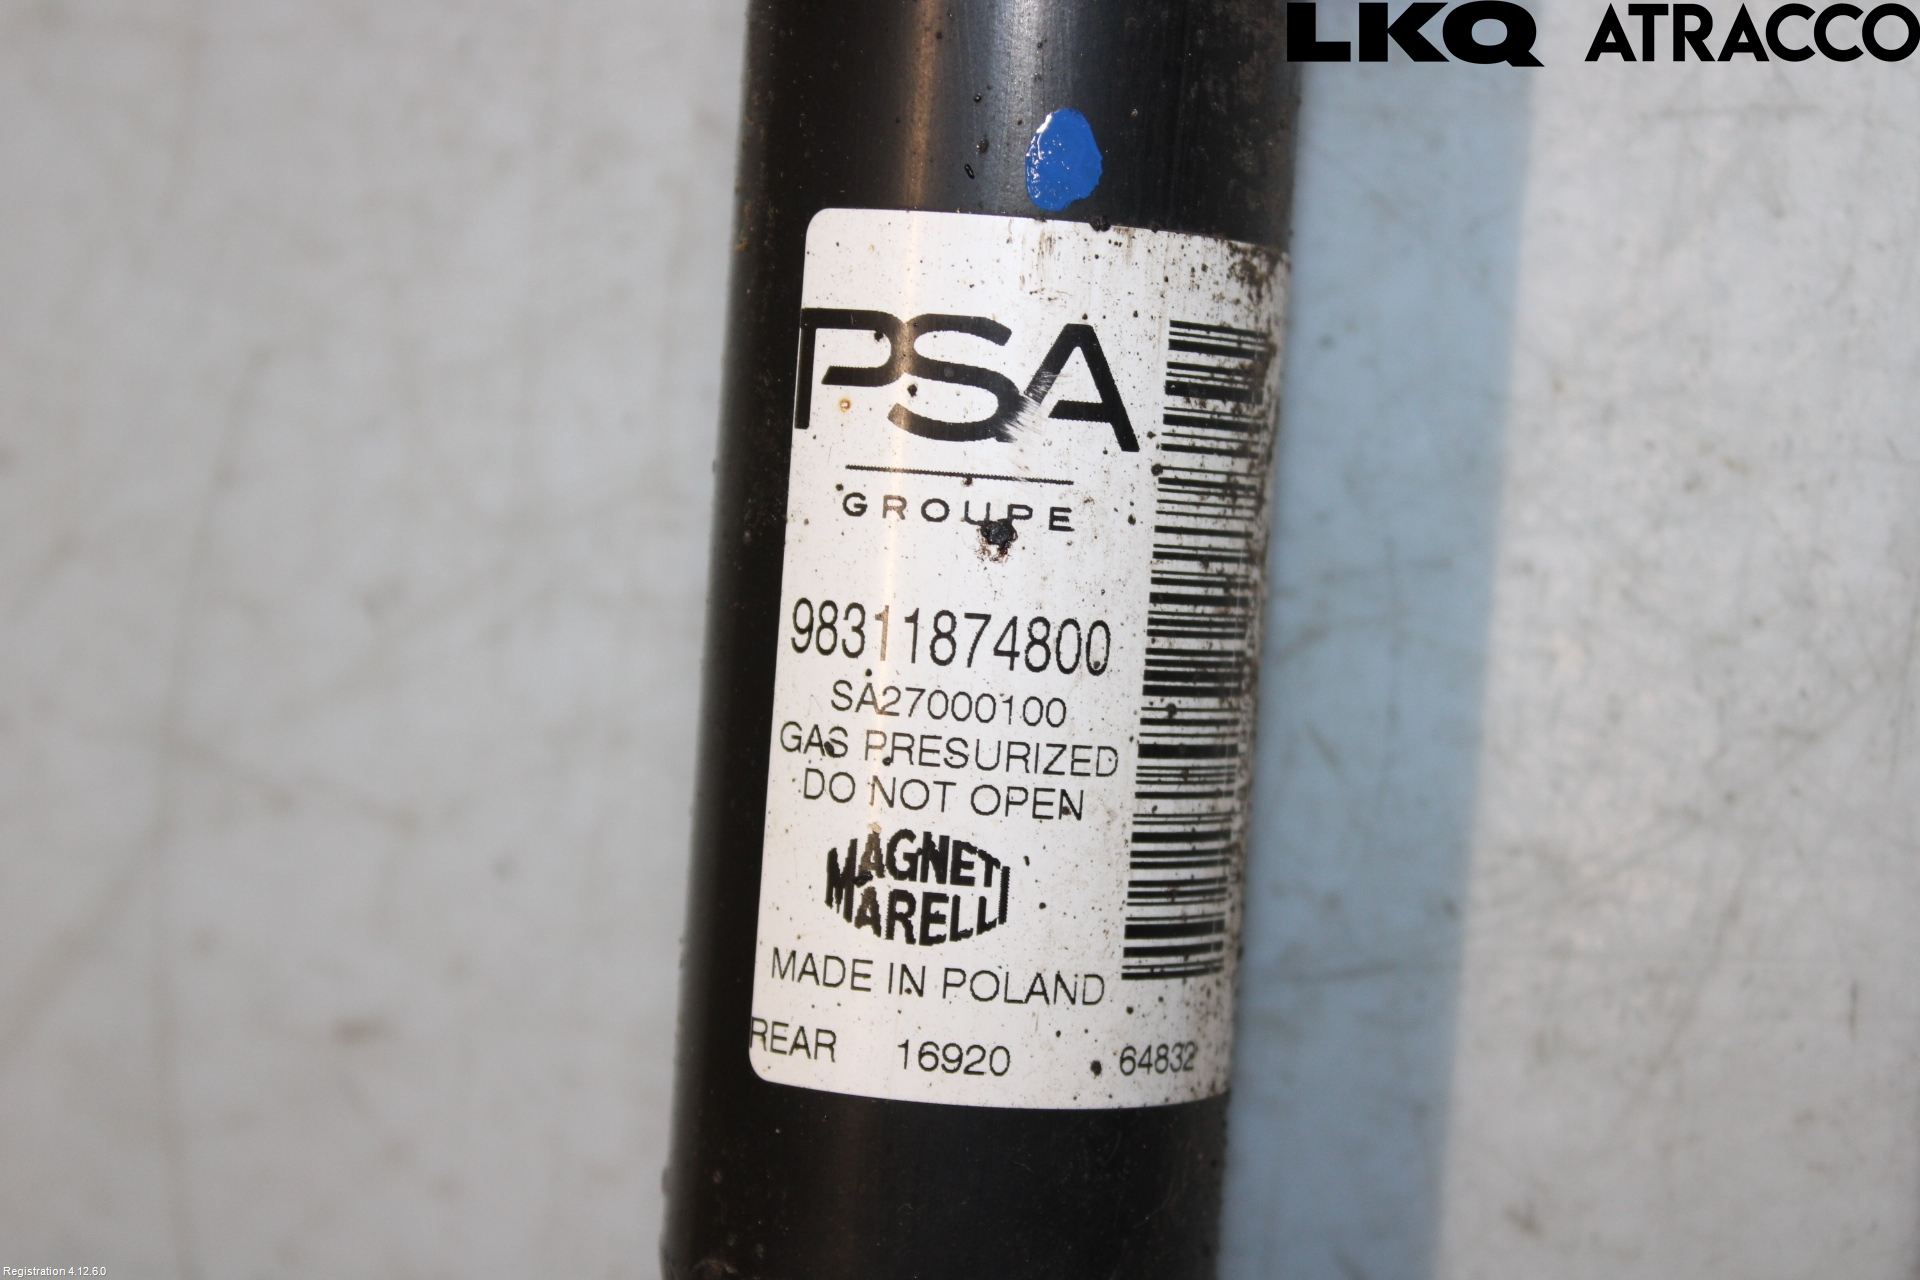 LKQ ATRACCO
PSA
GROUPE
98311874800
SA27000100
GAS PRESURIZED
DO NOT OPEN
MAGNETI
MARELLI
MADE IN POLAND
REAR 16920 64832
Registration 4.12.6.0